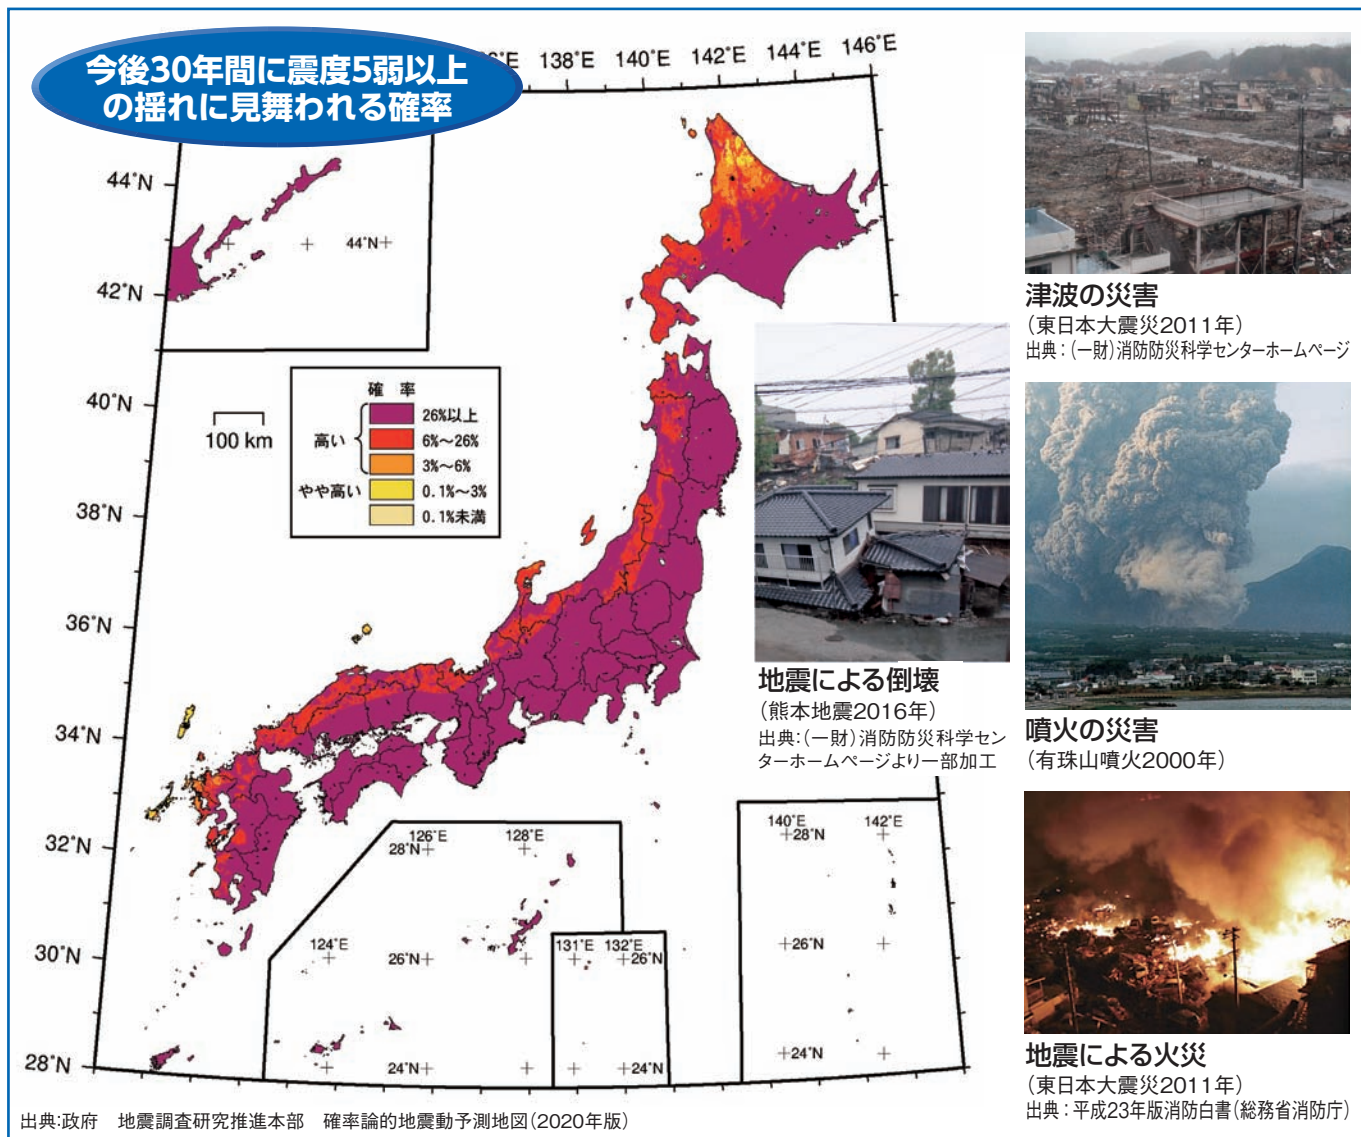 今後30年間に震度5弱以上
の揺れに見舞われる確率
138˚E
140˚E
142˚E
144˚E
146˚E
44˚N
42˚N
40˚N
38˚N
36˚N
34˚N
32˚N
30˚N
28˚N
44˚N
100 km
確 率
高い
やや高い
26%以上
6%～26%
3%～6%
0.1%～3%
0.1%未満
126˚E
128˚E
28˚N
124˚E
26˚N
24˚N
131˚E
132˚E
26˚N
24˚N
140˚E
142˚E
28˚N
26˚N
24˚N
出典:政府 地震調査研究推進本部 確率論的地震動予測地図(2020年版)
地震による倒壊
(熊本地震2016年)
出典:(一財)消防防災科学セン
ターホームページより一部加工
津波の災害
(東日本大震災2011年)
出典:(一財)消防防災科学センターホームページ
噴火の災害
(有珠山噴火2000年)
地震による火災
(東日本大震災2011年)
出典:平成23年版消防白書(総務省消防庁)